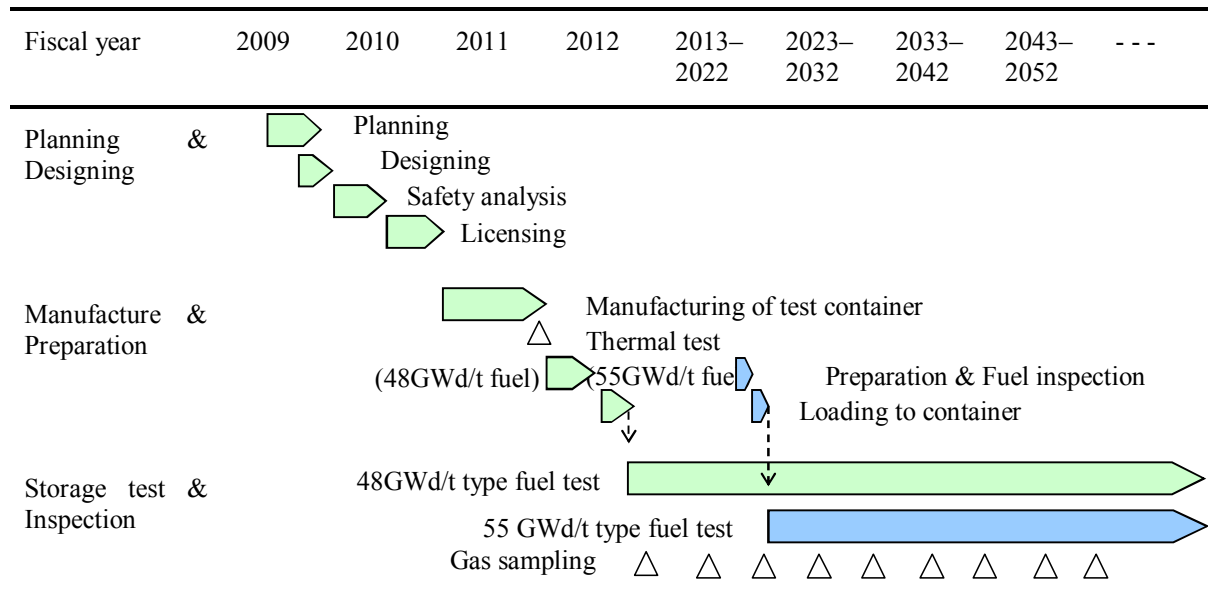 Fiscal year 2009 2010 2011 2012 2013– 2023– 2033– 2043– - - -
2022 2032 2042 2052
Planning & Designing
Planning
Designing
Safety analysis
Licensing
Manufacture & Preparation
Manufacturing of test container
Thermal test
(48GWd/t fuel) (55GWd/t fue Preparation & Fuel inspection
Loading to container
Storage test & Inspection
48GWd/t type fuel test
55 GWd/t type fuel test
Gas sampling